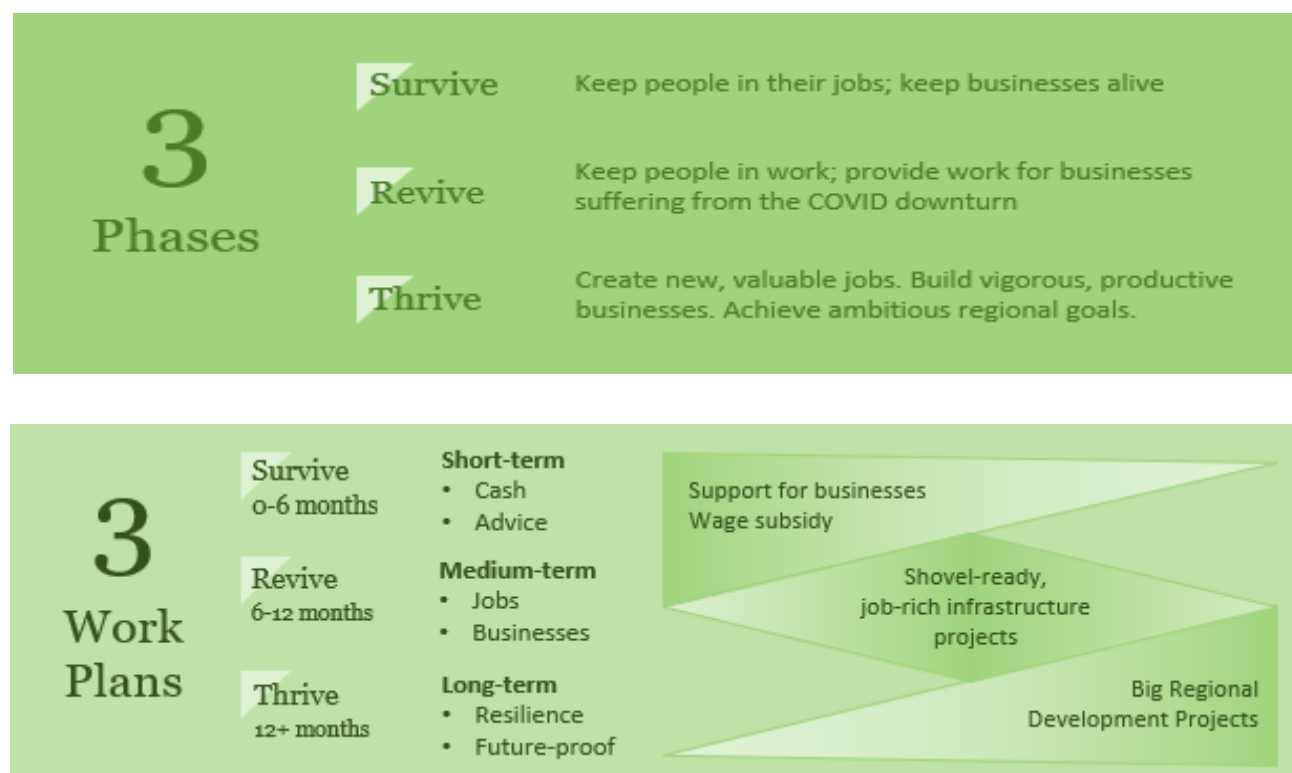 3
Phases
Survive
Keep people in their jobs; keep businesses alive
Revive
Keep people in work; provide work for businesses
suffering from the COVID downturn
Thrive
Create new, valuable jobs. Build vigorous, productive
businesses. Achieve ambitious regional goals.
3
Work
Plans
Survive
0-6 months
Short-term
• Cash
• Advice
Revive
6-12 months
Medium-term
• Jobs
• Businesses
Thrive
12+ months
Long-term
• Resilience
• Future-proof
Support for businesses
Wage subsidy
Shovel-ready,
job-rich infrastructure
projects
Big Regional
Development Projects